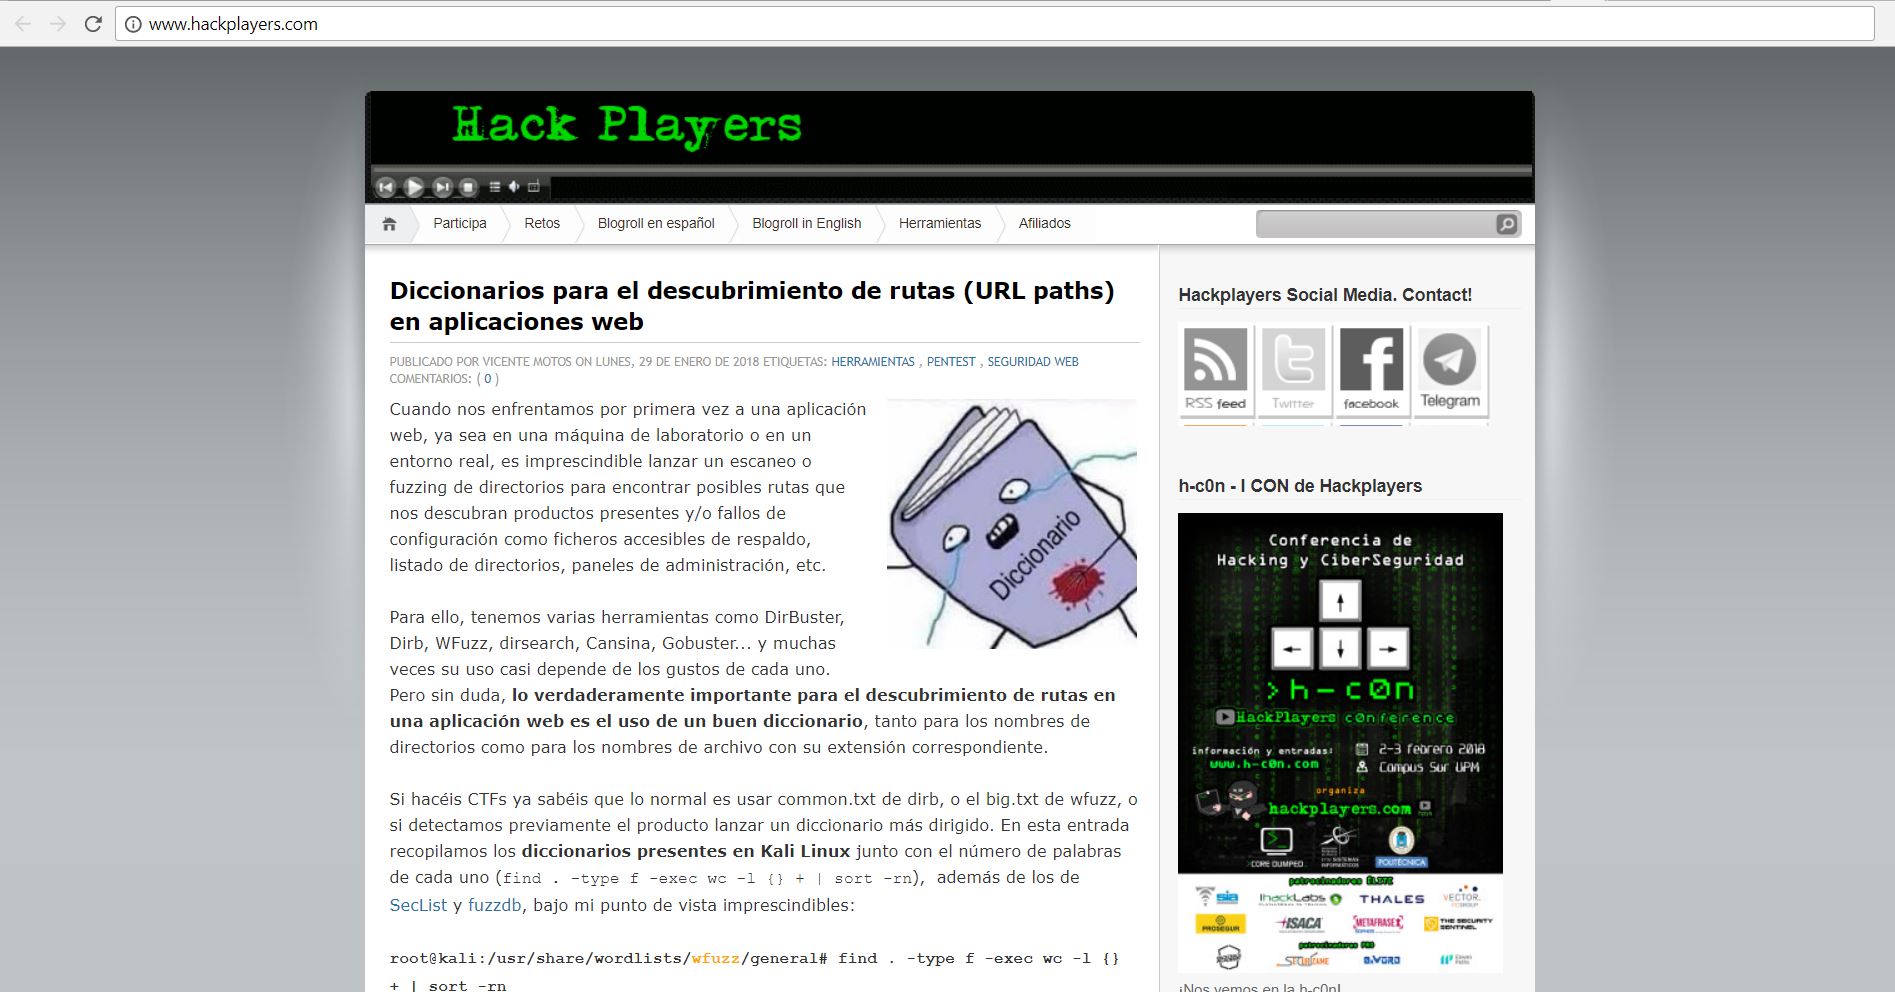 www.hackplayers.com
Hack Players
Participa
Retos
Blogroll en español
Blogroll in English
Herramientas
Afiliados
Diccionarios para el descubrimiento de rutas (URL paths)
en aplicaciones web
PUBLICADO POR VICENTE MOTOS ON LUNES, 29 DE ENERO DE 2018 ETIQUETAS: HERRAMIENTAS , PENTEST , SEGURIDAD WEB
COMENTARIOS: ( 0 )
Cuando nos enfrentamos por primera vez a una aplicación
web, ya sea en una máquina de laboratorio o en un
entorno real, es imprescindible lanzar un escaneo o
fuzzing de directorios para encontrar posibles rutas que
nos descubran productos presentes y/o fallos de
configuración como ficheros accesibles de respaldo,
listado de directorios, paneles de administración, etc.
Diccionario
Para ello, tenemos varias herramientas como DirBuster,
Dirb, WFuzz, dirsearch, Cansina, Gobuster... y muchas
veces su uso casi depende de los gustos de cada uno.
Pero sin duda, lo verdaderamente importante para el descubrimiento de rutas en
una aplicación web es el uso de un buen diccionario, tanto para los nombres de
directorios como para los nombres de archivo con su extensión correspondiente.
Si hacéis CTFs ya sabéis que lo normal es usar common.txt de dirb, o el big.txt de wfuzz, o
si detectamos previamente el producto lanzar un diccionario más dirigido. En esta entrada
recopilamos los diccionarios presentes en Kali Linux junto con el número de palabras
de cada uno (find . -type f -exec wc -l {} + | sort -rn), además de los de
SecList y fuzzdb, bajo mi punto de vista imprescindibles:
root@kali:/usr/share/wordlists/wfuzz/general# find . -type f -exec wc -l {}
+ | sort -rn
Hackplayers Social Media. Contact!
RSS feed
Twitter
facebook
Telegram
h-c0n - I CON de Hackplayers
Conferencia de
Hacking y CiberSeguridad
>h-c0n
HackPlayers c0nference
información y entradas:
www.h-c0n.com
2-3 febrero 2018
Campus Sur UPM
organiza
hackplayers.com
>CORE DUMPED_
POLITÉCNICA
patrocinadores ÉLITE
sia
ihackLabs
THALES
VECTOR
PROSEGUR
ISACA
METAFRASE
THE SECURITY
SENTINEL
patrocinadores PRO
SECURÍZAME
¡Nos vemos en la h-c0n!